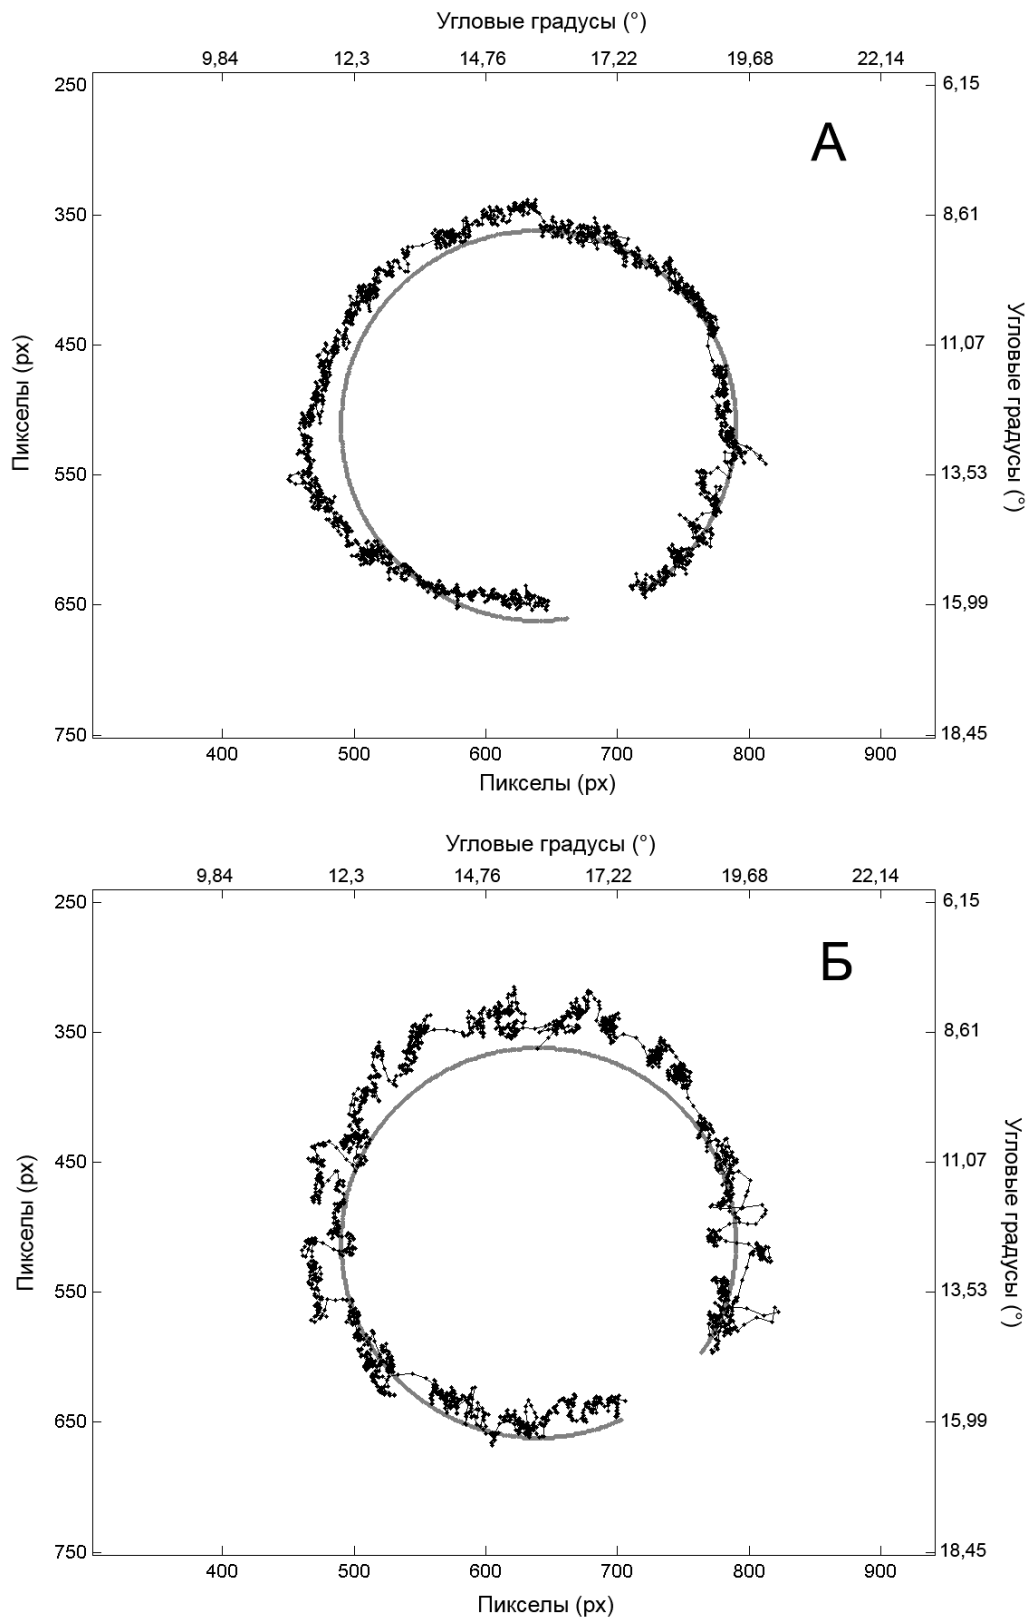 Угловые градусы (°)
9,84 12,3 14,76 17,22 19,68 22,14
250 6,15
А
350 8,61
450 11,07
550 13,53
650 15,99
750 18,45
Пикселы (px)
Угловые градусы (°)
400 500 600 700 800 900
Пикселы (px)
Угловые градусы (°)
9,84 12,3 14,76 17,22 19,68 22,14
250 6,15
Б
350 8,61
450 11,07
550 13,53
650 15,99
750 18,45
Пикселы (px)
Угловые градусы (°)
400 500 600 700 800 900
Пикселы (px)